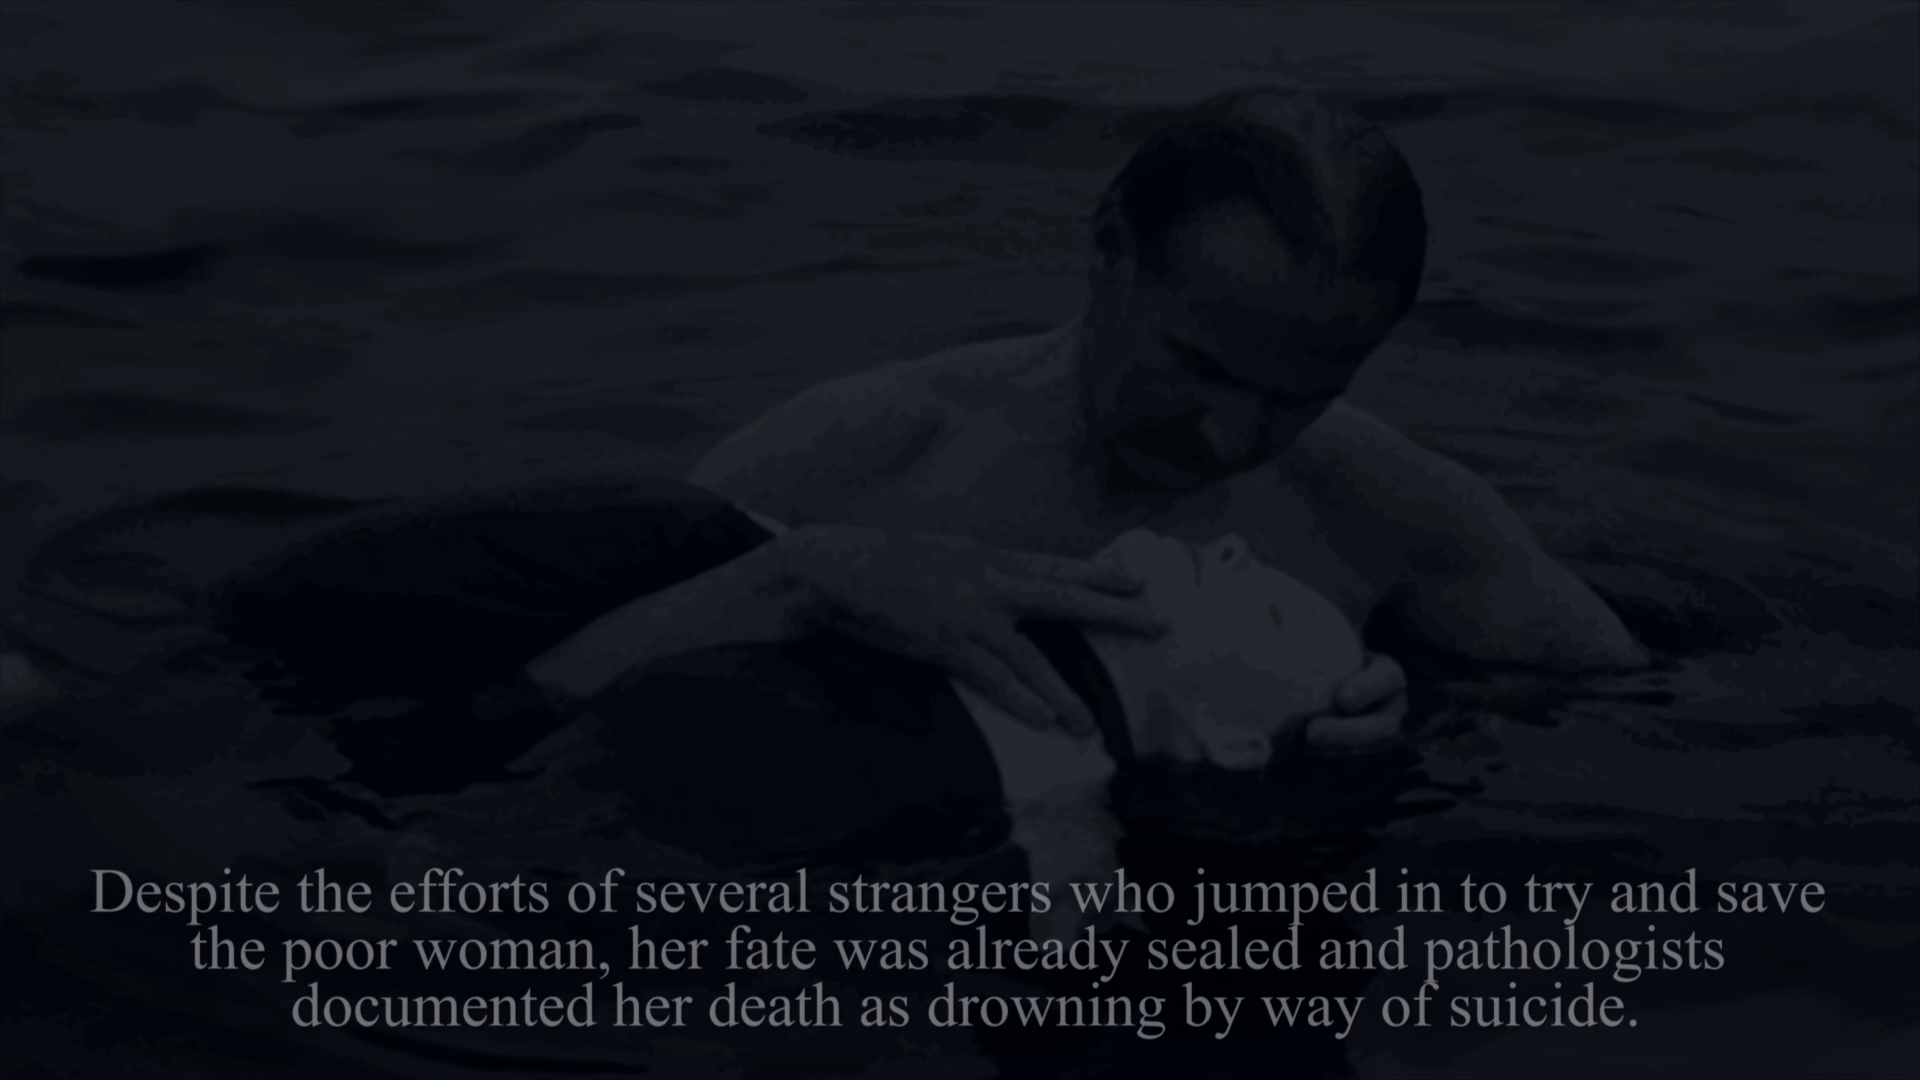 Despite the efforts of several strangers who jumped in to try and save
the poor woman, her fate was already sealed and pathologists
documented her death as drowning by way of suicide.